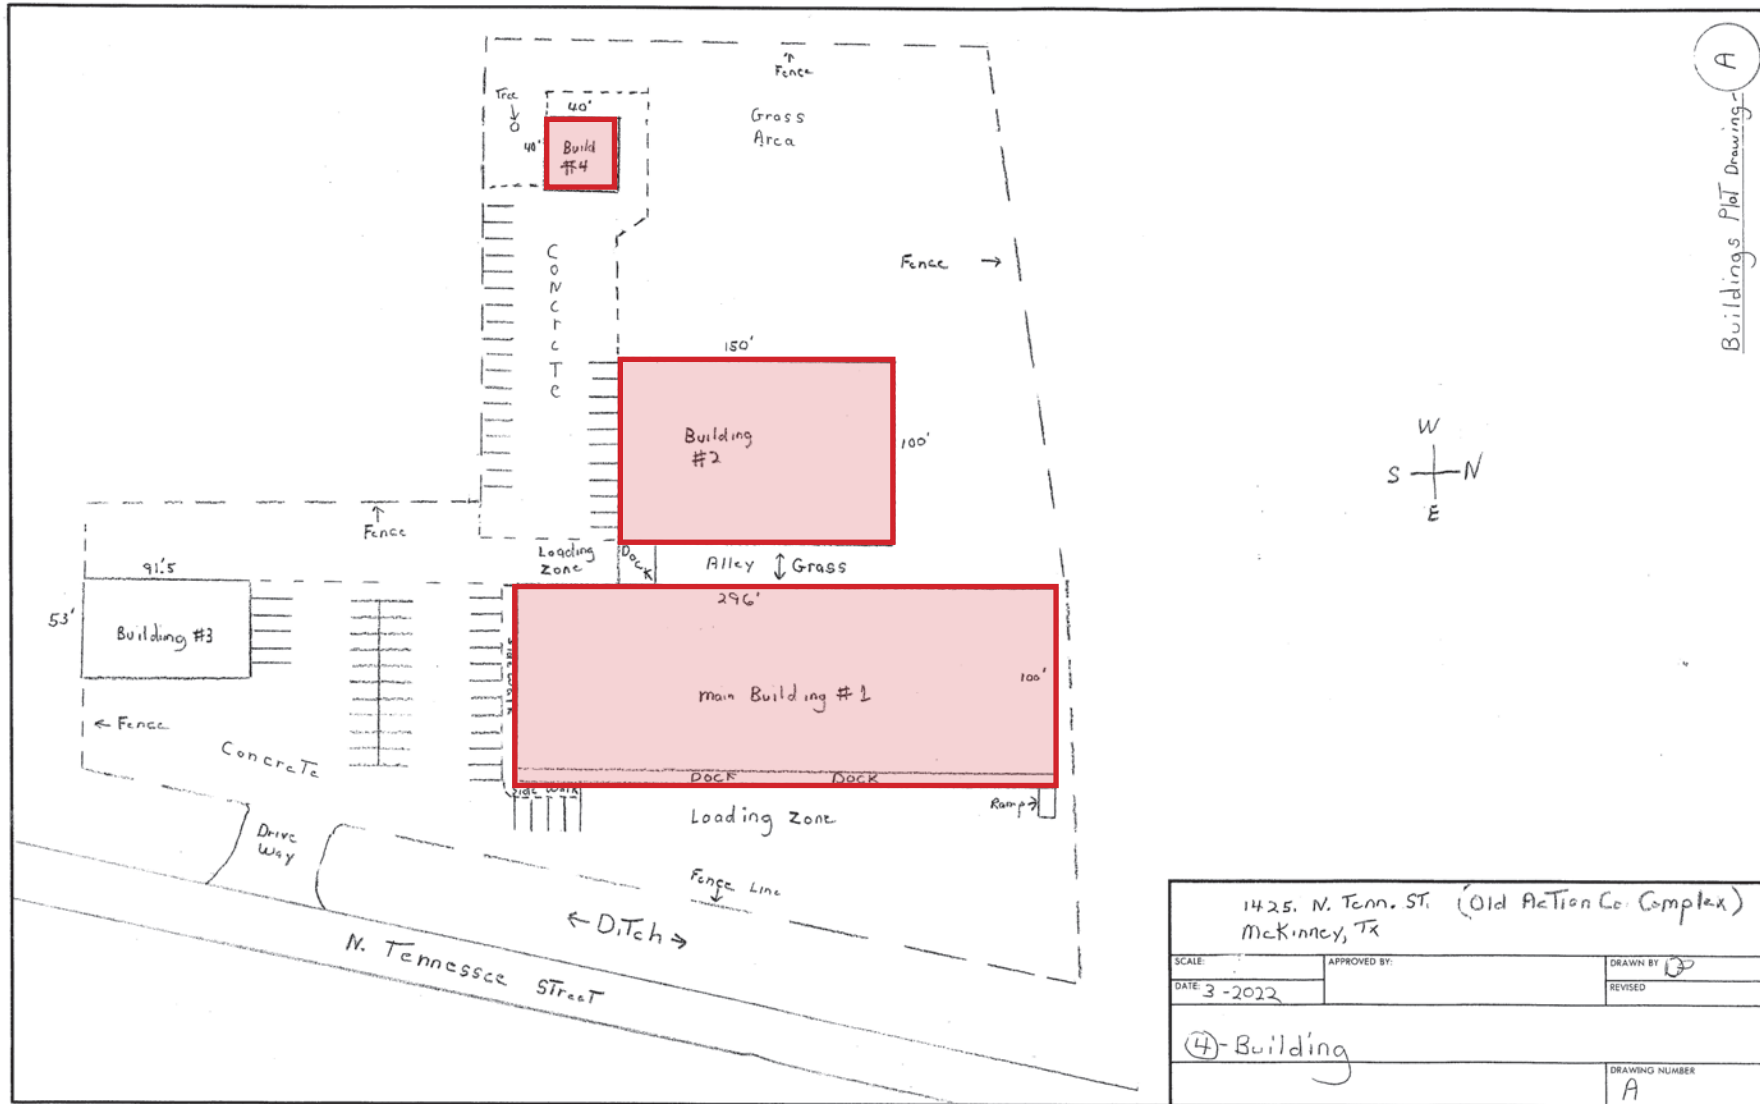 A
Buildings Plot Drawing-
Fence
Tree
40'
Grass
Area
40'
Build
#4
Concrete
Fence
150'
Building
#2
100'
W
S N
E
Fence
Loading
Zone
Dock
Alley
Grass
91.5
53'
Building #3
296'
Side Walk
100'
main Building #1
Fence
Concrete
Dock
Dock
Side Walk
Loading Zone
Ramp
Drive
Way
Fence Line
Ditch
N. Tennessee Street
1425. N. Tenn. ST. (Old Action Co. Complex)
McKinney, Tx
SCALE:
APPROVED BY:
DRAWN BY DP
DATE: 3-2022
REVISED
4-Building
DRAWING NUMBER
A